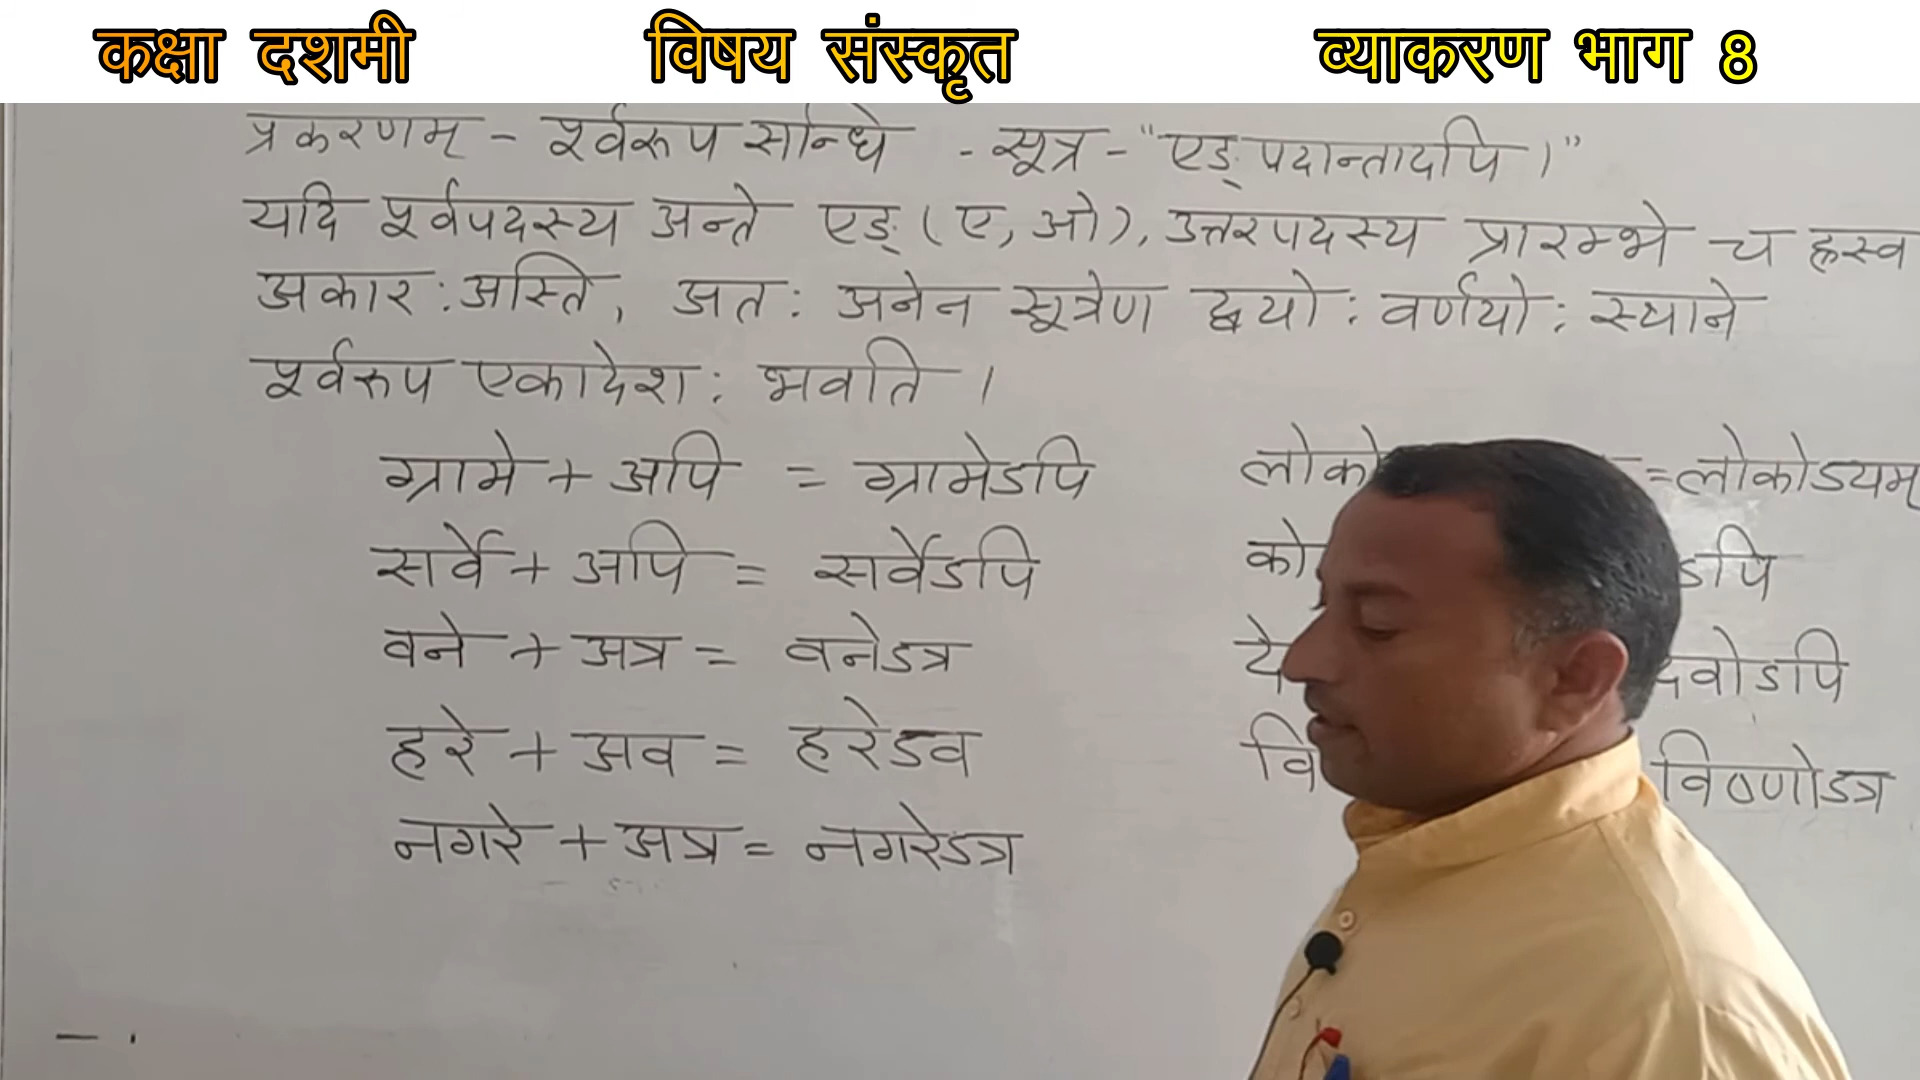 कक्षा दशमी विषय संस्कृत व्याकरण भाग 8
प्रकरणम् - पूर्वरूप सन्धि - सूत्र - "एङ् पदान्तादपि ।"
यदि पूर्वपदस्य अन्ते एङ् (ए, ओ), उत्तरपदस्य प्रारम्भे च ह्रस्व
अकार: अस्ति, अत: अनेन सूत्रेण द्वयो: वर्णयो: स्थाने
पूर्वरूप एकादेश: भवति ।
ग्रामे + अपि = ग्रामेऽपि
सर्वे + अपि = सर्वेऽपि
वने + अत्र = वनेऽत्र
हरे + अव = हरेऽव
नगरे + अत्र = नगरेऽत्र
लोको = लोकोऽयम्
को ऽपि
वोऽपि
वि विष्णोऽत्र